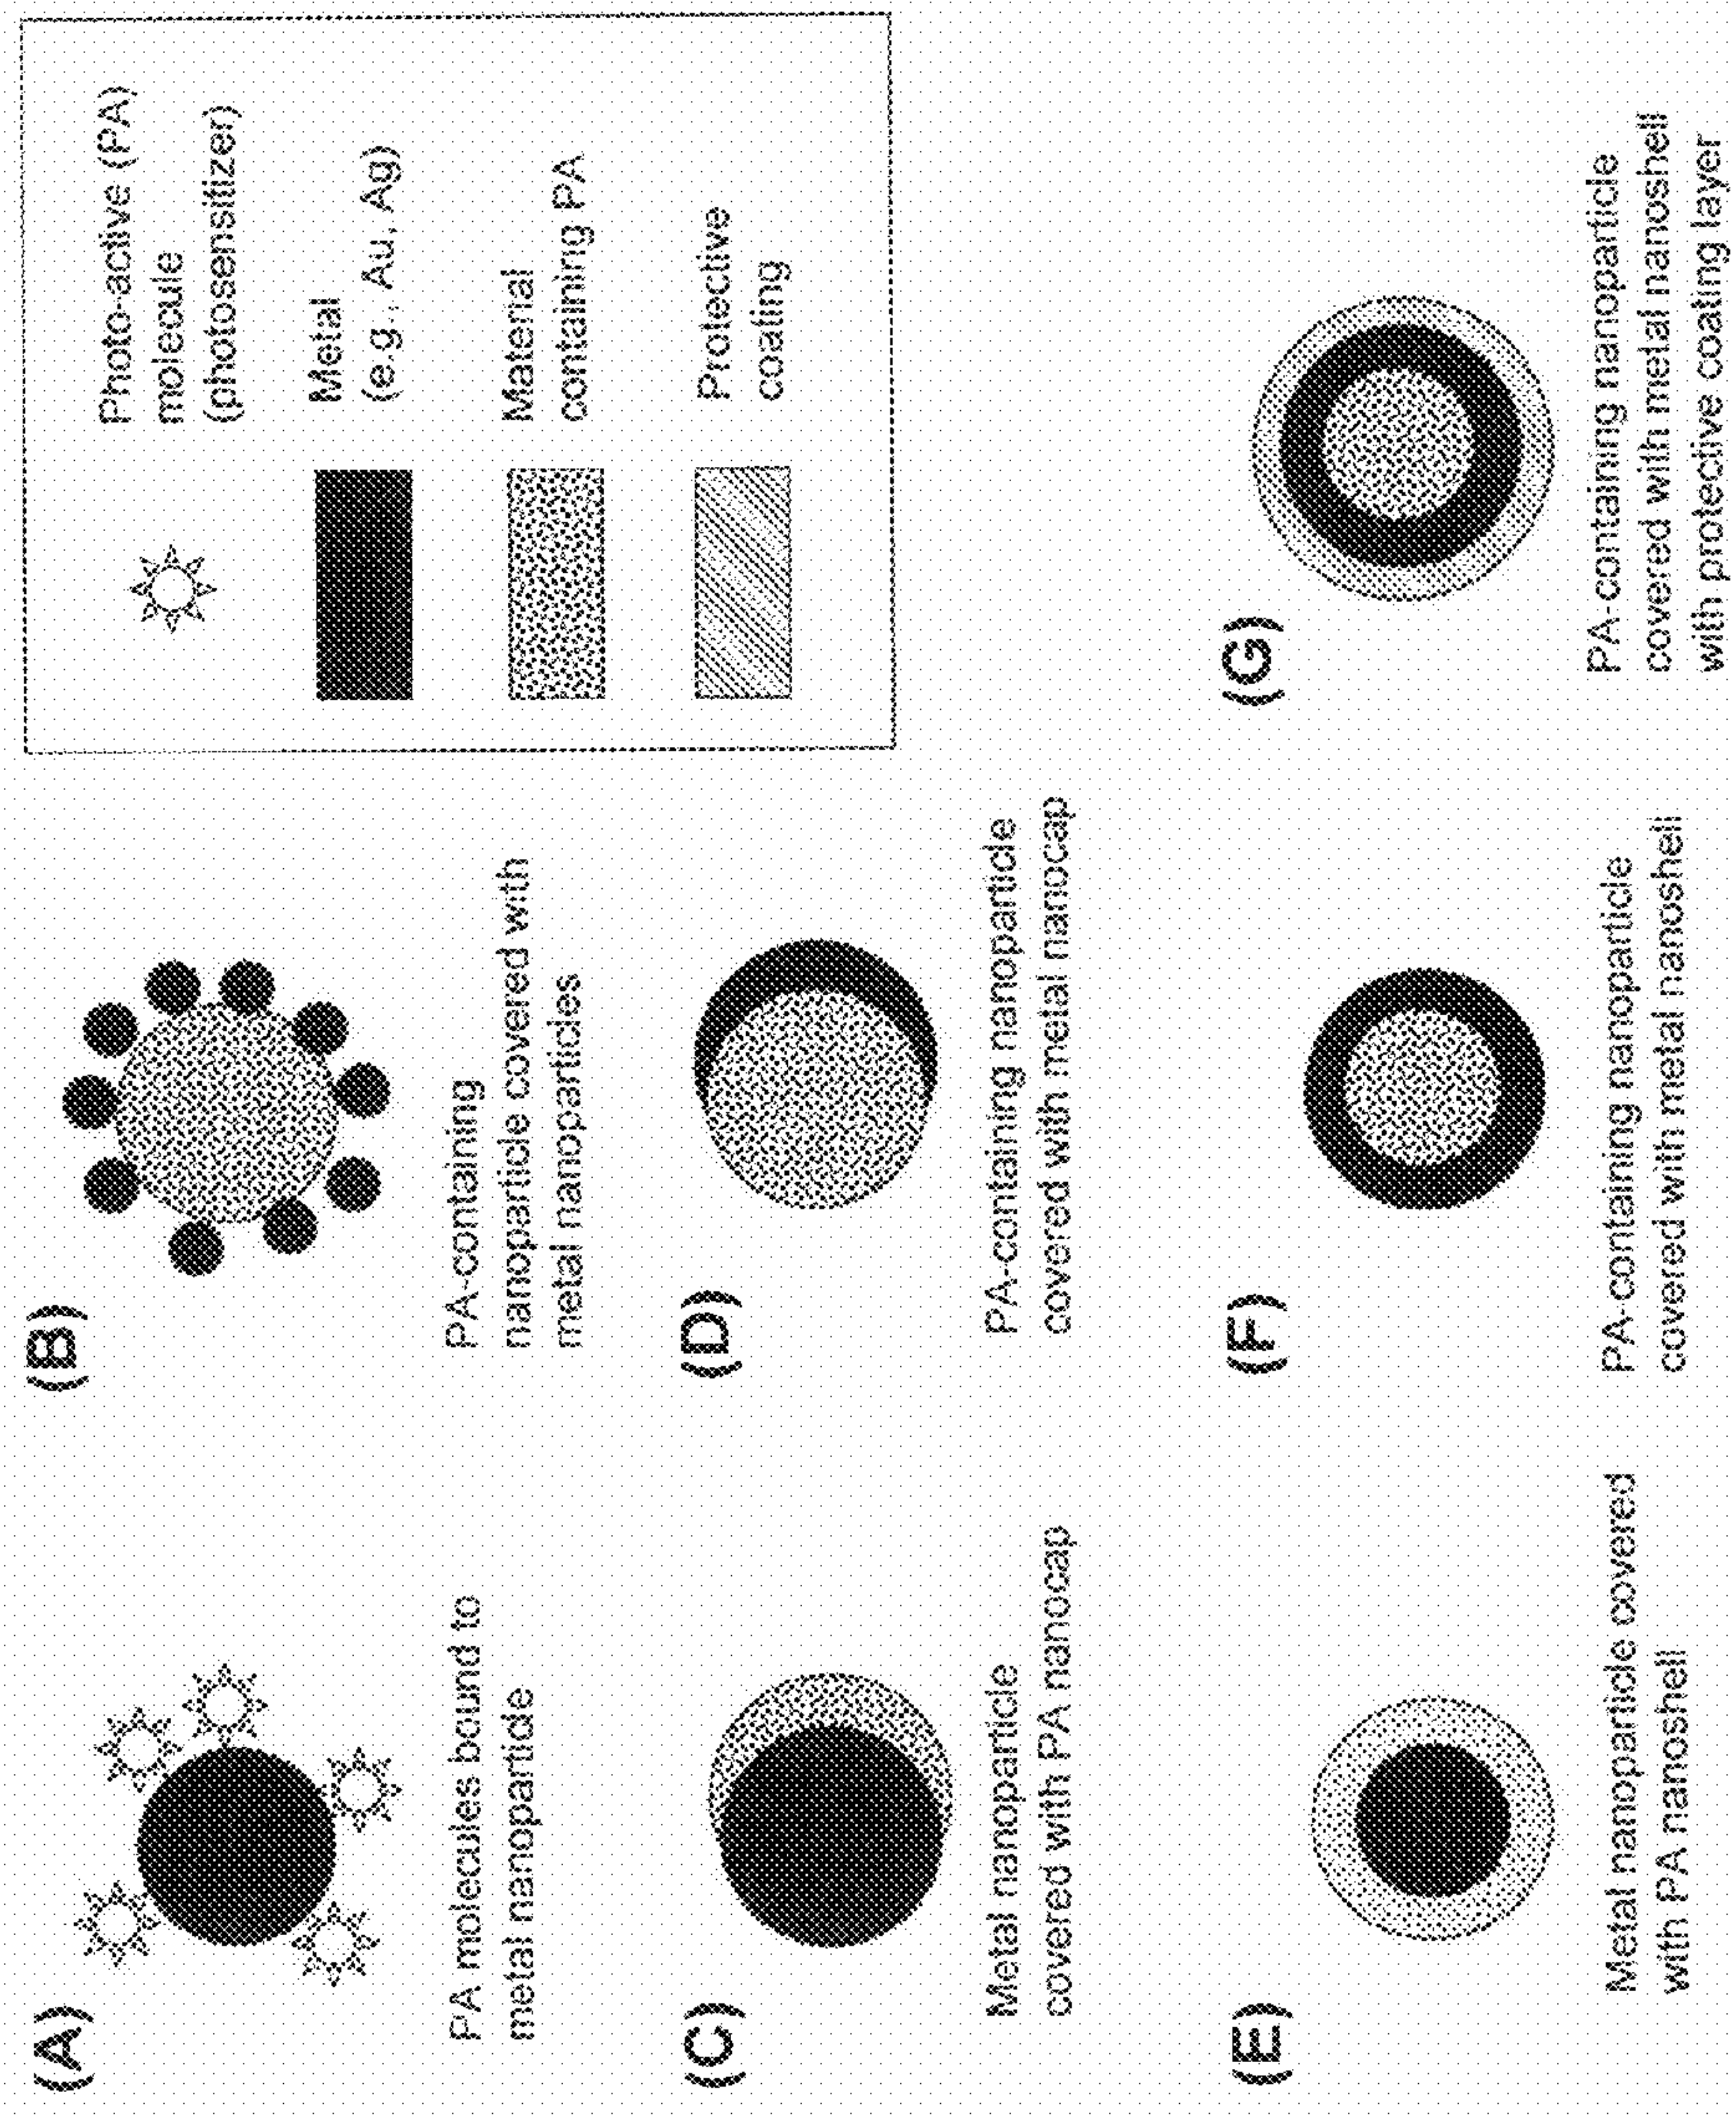 (A)
PA molecules bound to
metal nanoparticle
(B)
PA-containing
nanoparticle covered with
metal nanoparticles
Photo-active (PA)
molecule
(photosensitizer)
Metal
(e.g., Au, Ag)
Material
containing PA
Protective
coating
(C)
Metal nanoparticle
covered with PA nanocap
(D)
PA-containing nanoparticle
covered with metal nanocap
(E)
Metal nanoparticle covered
with PA nanoshell
(F)
PA-containing nanoparticle
covered with metal nanoshell
(G)
PA-containing nanoparticle
covered with metal nanoshell
with protective coating layer